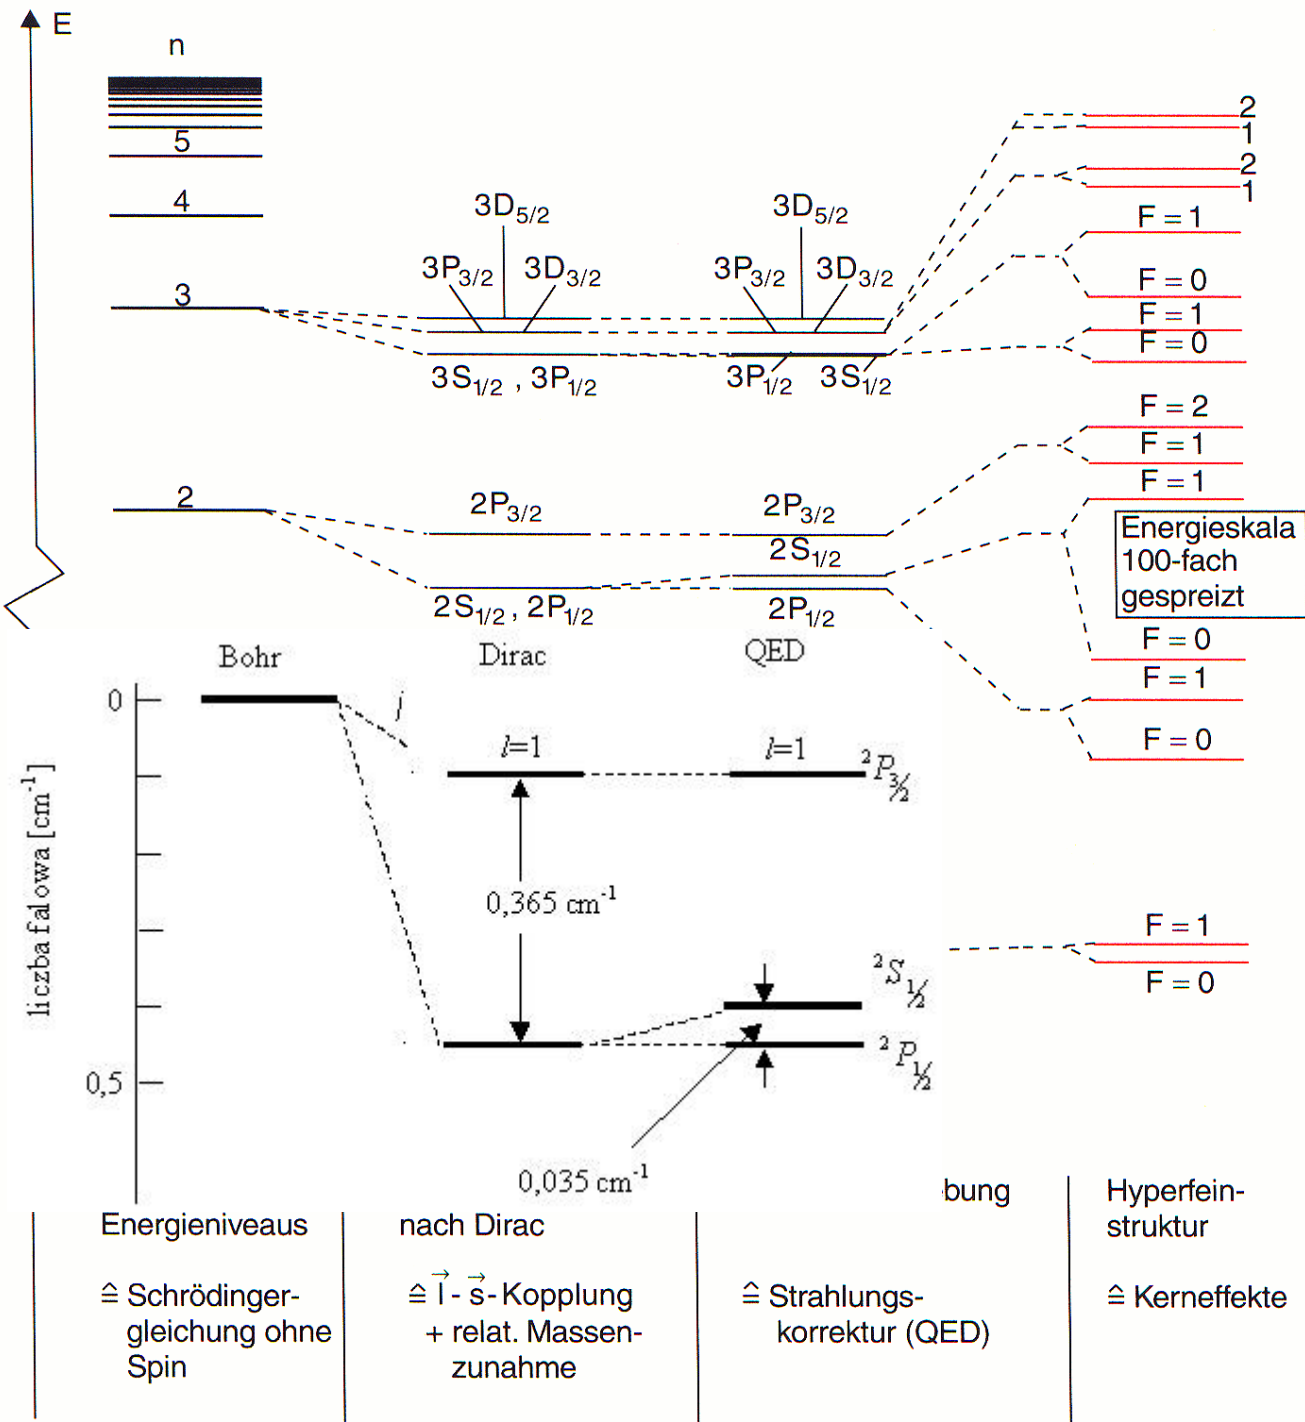 E
n
5
4
3
2
3D5/2
3P3/2 3D3/2
3S1/2 , 3P1/2
3D5/2
3P3/2 3D3/2
3P1/2 3S1/2
2P3/2
2S1/2 , 2P1/2
2P3/2
2S1/2
2P1/2
2
1
2
1
F = 1
F = 0
F = 1
F = 0
F = 2
F = 1
F = 1
Energieskala
100-fach
gespreizt
F = 0
F = 1
F = 0
F = 1
F = 0
Bohr
Dirac
QED
0
0,5
liczba falowa [cm-1]
j
l=1
l=1
2P3/2
0,365 cm-1
2S1/2
2P1/2
0,035 cm-1
Energieniveaus
≙ Schrödinger-
gleichung ohne
Spin
nach Dirac
≙ l - s - Kopplung
+ relat. Massen-
zunahme
bung
≙ Strahlungs-
korrektur (QED)
Hyperfein-
struktur
≙ Kerneffekte